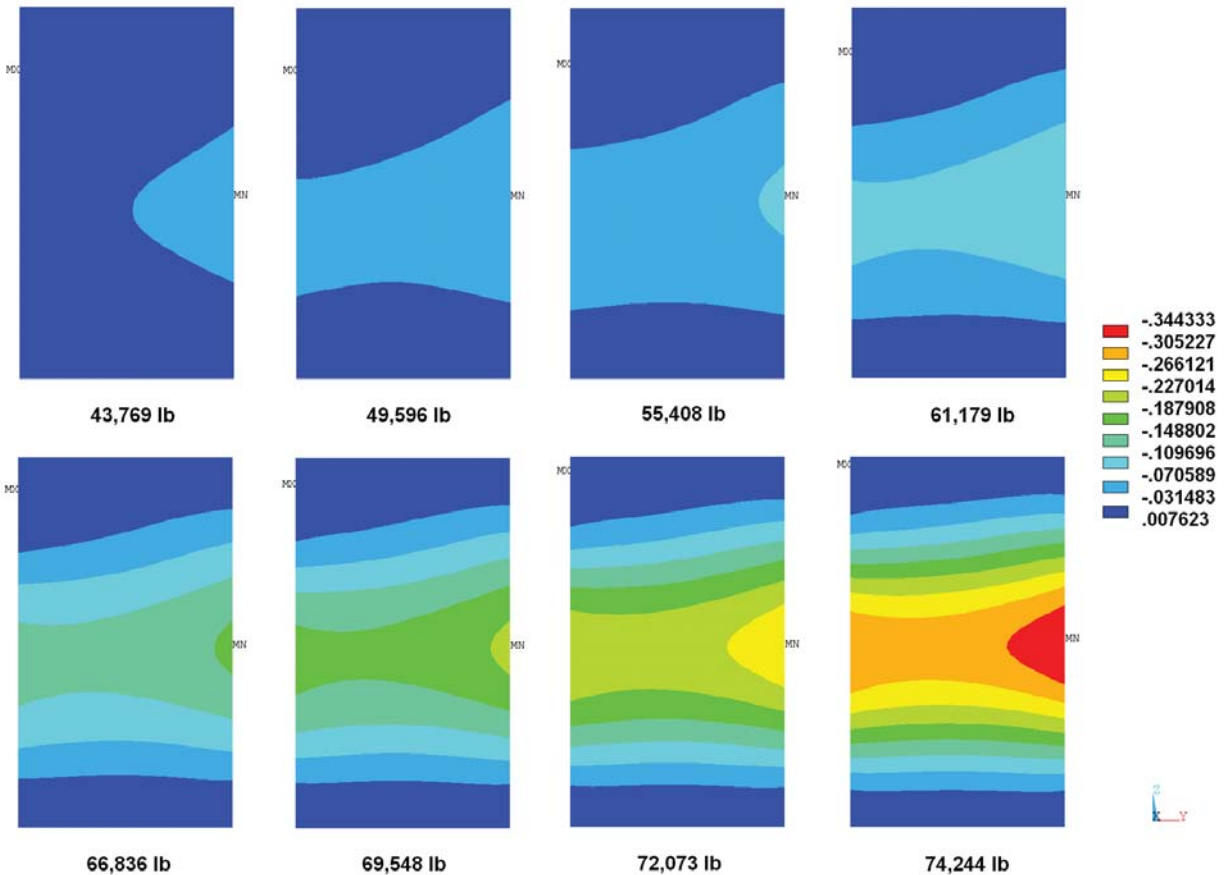 MX
MN
43,769 lb
MX
MN
49,596 lb
MX
MN
55,408 lb
MX
MN
61,179 lb
-.344333
-.305227
-.266121
-.227014
-.187908
-.148802
-.109696
-.070589
-.031483
.007623
MX
MN
66,836 lb
MX
MN
69,548 lb
MX
MN
72,073 lb
MX
MN
74,244 lb
Z
X Y